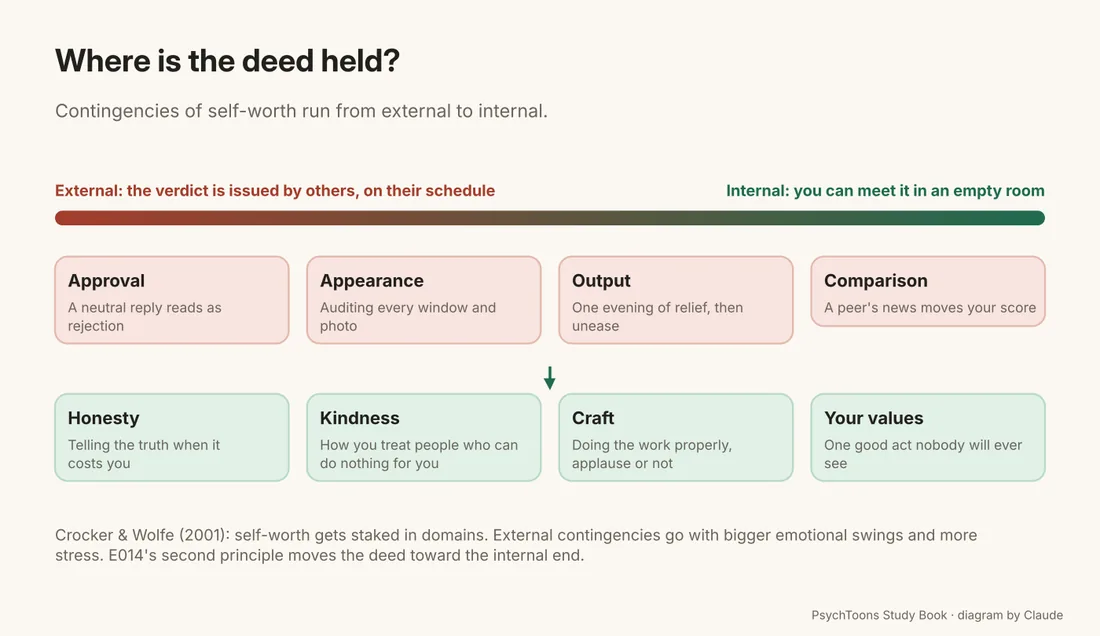 Where is the deed held?
Contingencies of self-worth run from external to internal.
External: the verdict is issued by others, on their schedule
Internal: you can meet it in an empty room
Approval
A neutral reply reads as
rejection
Appearance
Auditing every window and
photo
Output
One evening of relief, then
unease
Comparison
A peer's news moves your score
Honesty
Telling the truth when it
costs you
Kindness
How you treat people who can
do nothing for you
Craft
Doing the work properly,
applause or not
Your values
One good act nobody will ever
see
Crocker & Wolfe (2001): self-worth gets staked in domains. External contingencies go with bigger emotional swings and more
stress. E014's second principle moves the deed toward the internal end.
PsychToons Study Book · diagram by Claude